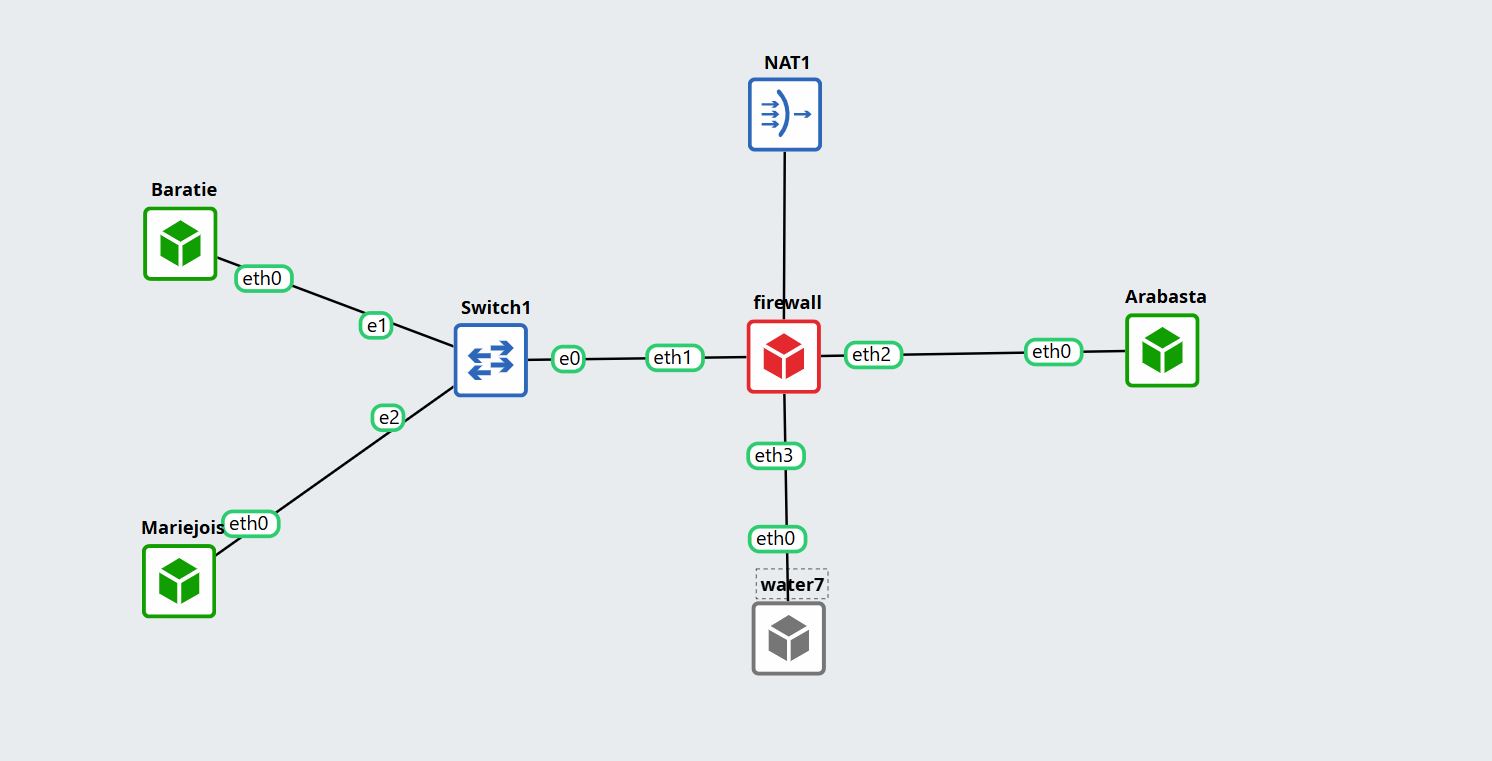 NAT1
Baratie
eth0
e1
Switch1
e0
eth1
firewall
eth2
eth0
Arabasta
e2
eth3
Mariejois
eth0
eth0
water7